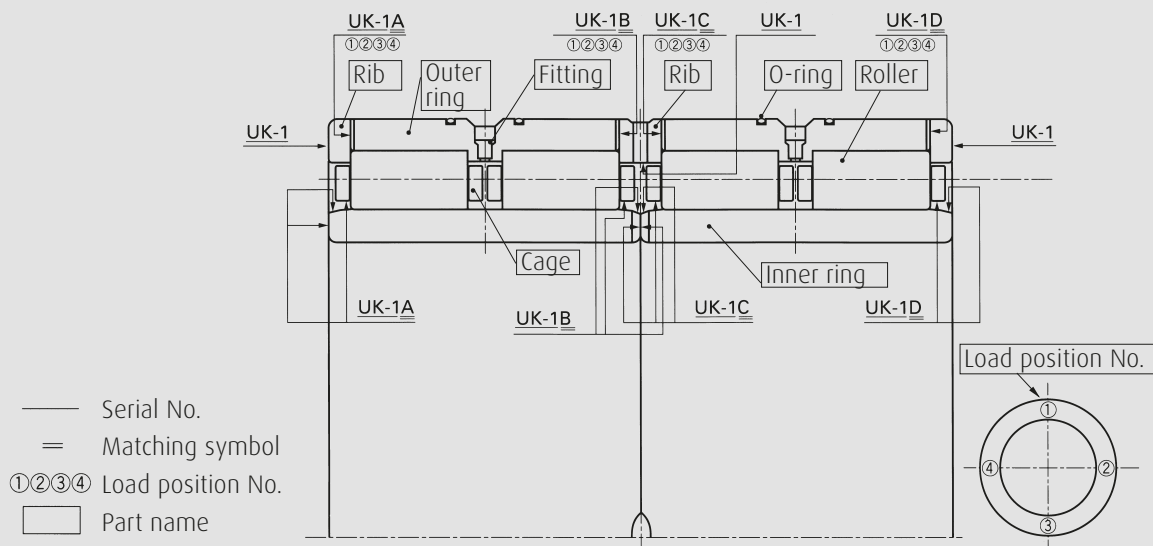 UK-1A UK-1B UK-1C UK-1 UK-1D
①②③④ ①②③④ ①②③④ ①②③④
Rib Outer ring Fitting Rib O-ring Roller
UK-1 UK-1
Cage Inner ring
UK-1A UK-1B UK-1C UK-1D
Load position No.
①
④ ②
③
Serial No.
Matching symbol
①②③④ Load position No.
Part name